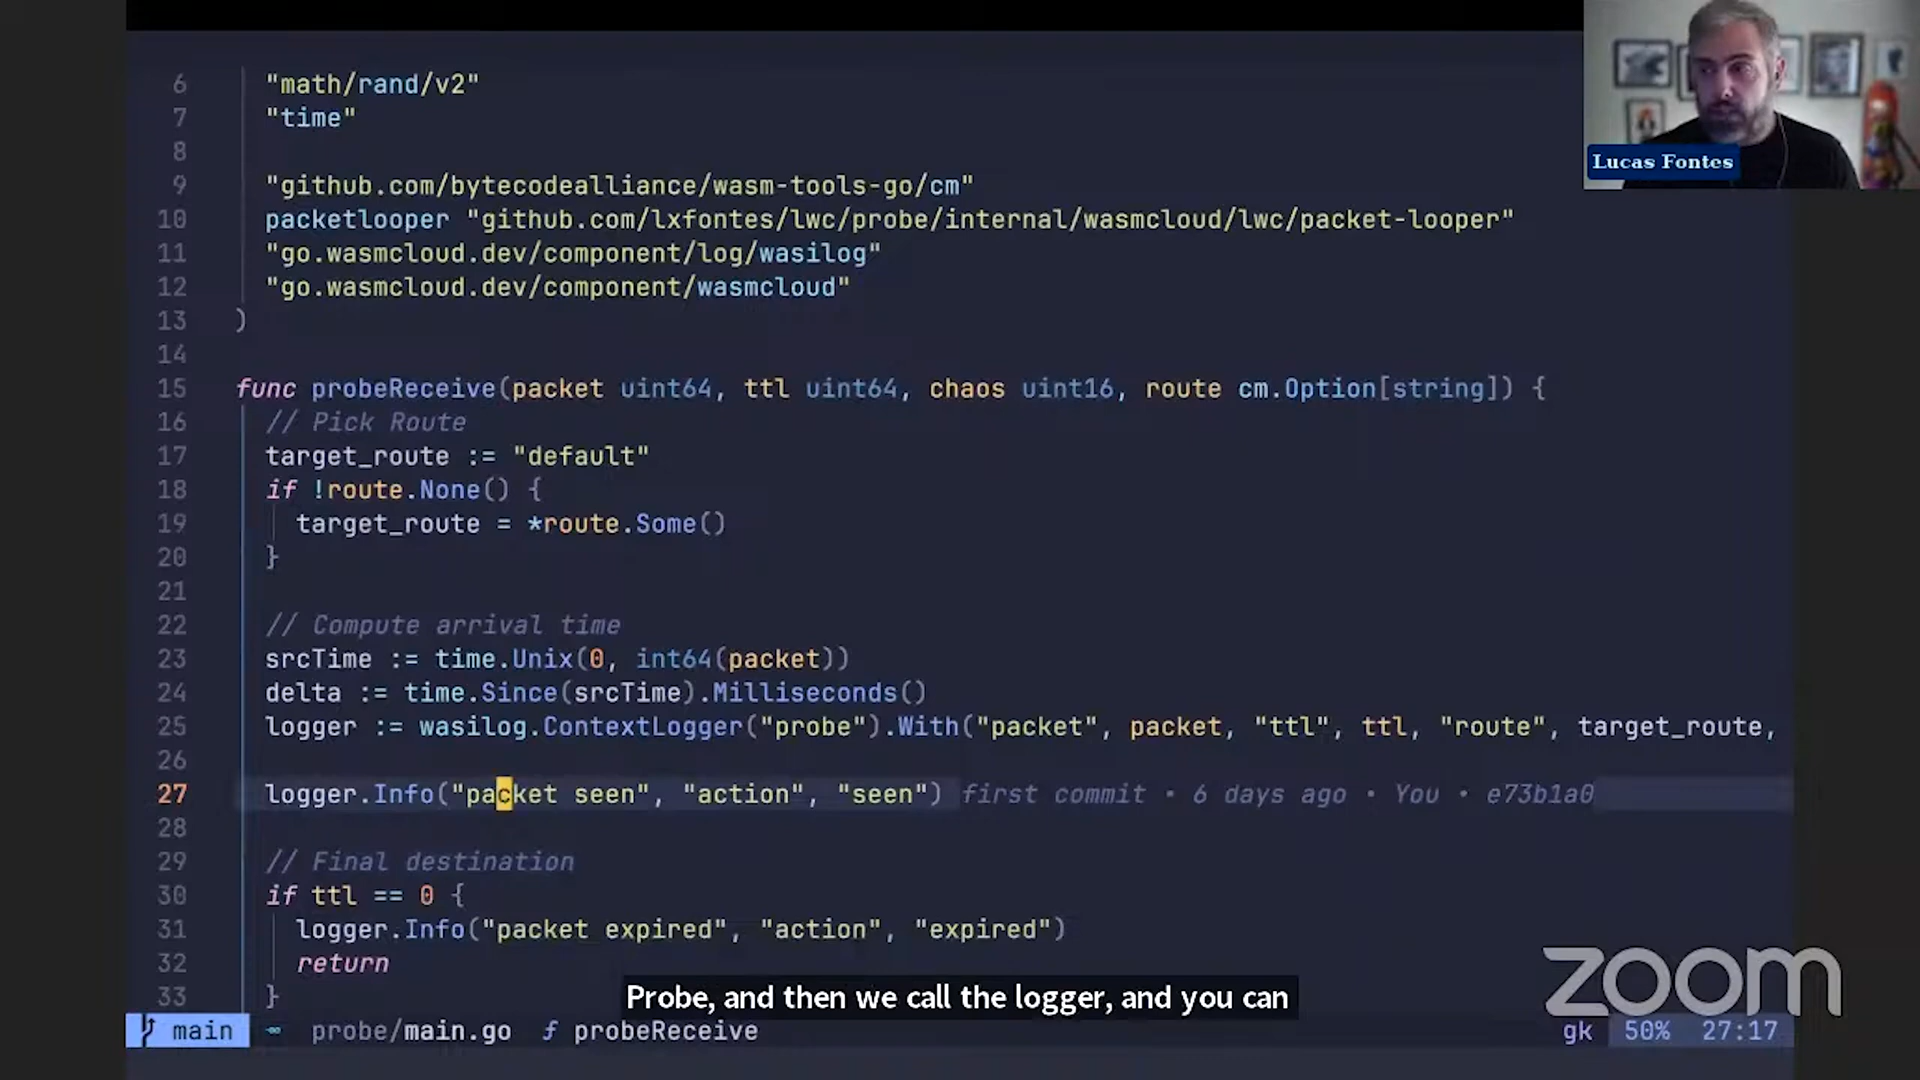 6 "math/rand/v2"
7 "time"
8
9 "github.com/bytecodealliance/wasm-tools-go/cm"
10 packetlooper "github.com/lxfontes/lwc/probe/internal/wasmcloud/lwc/packet-looper"
11 "go.wasmcloud.dev/component/log/wasilog"
12 "go.wasmcloud.dev/component/wasmcloud"
13 )
14
15 func probeReceive(packet uint64, ttl uint64, chaos uint16, route cm.Option[string]) {
16 // Pick Route
17 target_route := "default"
18 if !route.None() {
19 target_route = *route.Some()
20 }
21
22 // Compute arrival time
23 srcTime := time.Unix(0, int64(packet))
24 delta := time.Since(srcTime).Milliseconds()
25 logger := wasilog.ContextLogger("probe").With("packet", packet, "ttl", ttl, "route", target_route,
26
27 logger.Info("packet seen", "action", "seen") first commit • 6 days ago • You • e73b1a0
28
29 // Final destination
30 if ttl == 0 {
31 logger.Info("packet expired", "action", "expired")
32 return
33 }
Lucas Fontes
Probe, and then we call the logger, and you can
zoom
main probe/main.go f probeReceive gk 50% 27:17